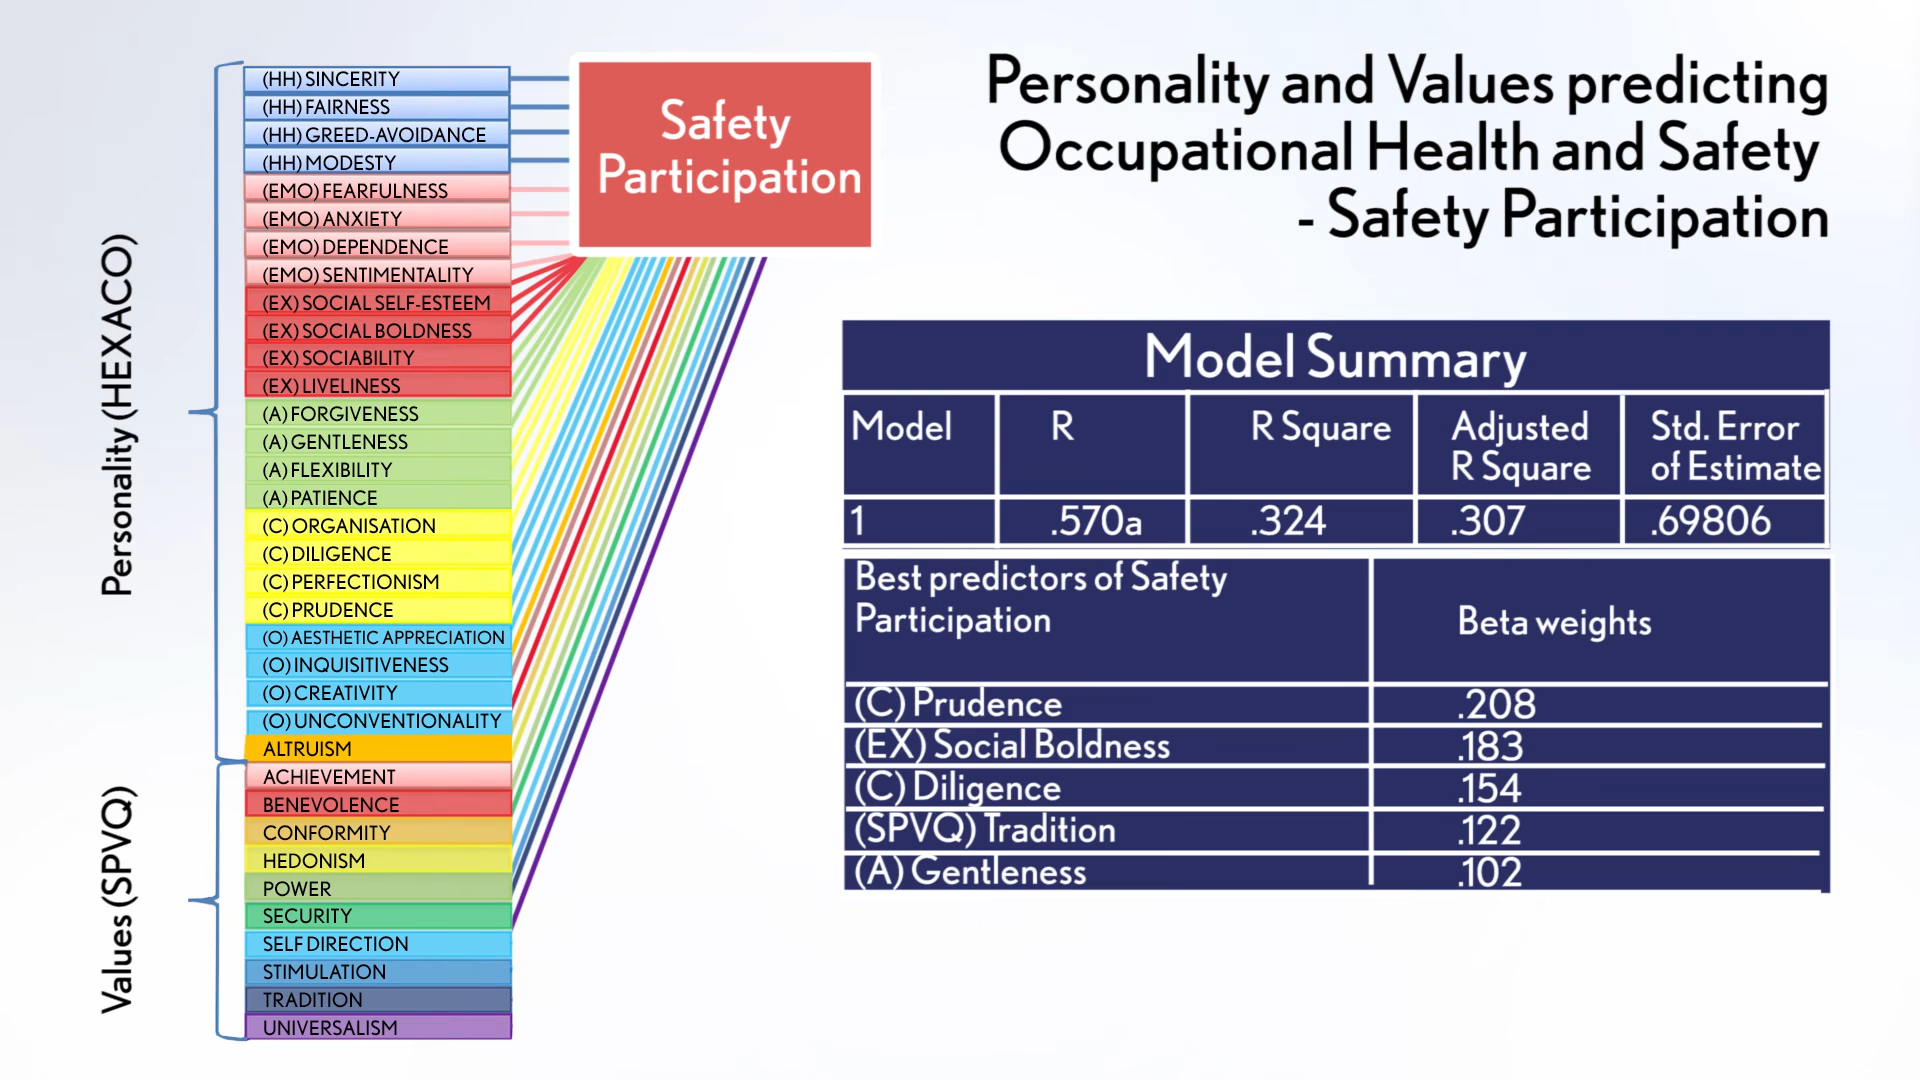 Personality and Values predicting
Occupational Health and Safety
- Safety Participation
Personality (HEXACO)
(HH) SINCERITY
(HH) FAIRNESS
(HH) GREED-AVOIDANCE
(HH) MODESTY
(EMO) FEARFULNESS
(EMO) ANXIETY
(EMO) DEPENDENCE
(EMO) SENTIMENTALITY
(EX) SOCIAL SELF-ESTEEM
(EX) SOCIAL BOLDNESS
(EX) SOCIABILITY
(EX) LIVELINESS
(A) FORGIVENESS
(A) GENTLENESS
(A) FLEXIBILITY
(A) PATIENCE
(C) ORGANISATION
(C) DILIGENCE
(C) PERFECTIONISM
(C) PRUDENCE
(O) AESTHETIC APPRECIATION
(O) INQUISITIVENESS
(O) CREATIVITY
(O) UNCONVENTIONALITY
ALTRUISM
Values (SPVQ)
ACHIEVEMENT
BENEVOLENCE
CONFORMITY
HEDONISM
POWER
SECURITY
SELF DIRECTION
STIMULATION
TRADITION
UNIVERSALISM
Safety
Participation
Model Summary
Model R R Square Adjusted R Square Std. Error of Estimate
1 .570a .324 .307 .69806
Best predictors of Safety Participation Beta weights
(C) Prudence .208
(EX) Social Boldness .183
(C) Diligence .154
(SPVQ) Tradition .122
(A) Gentleness .102